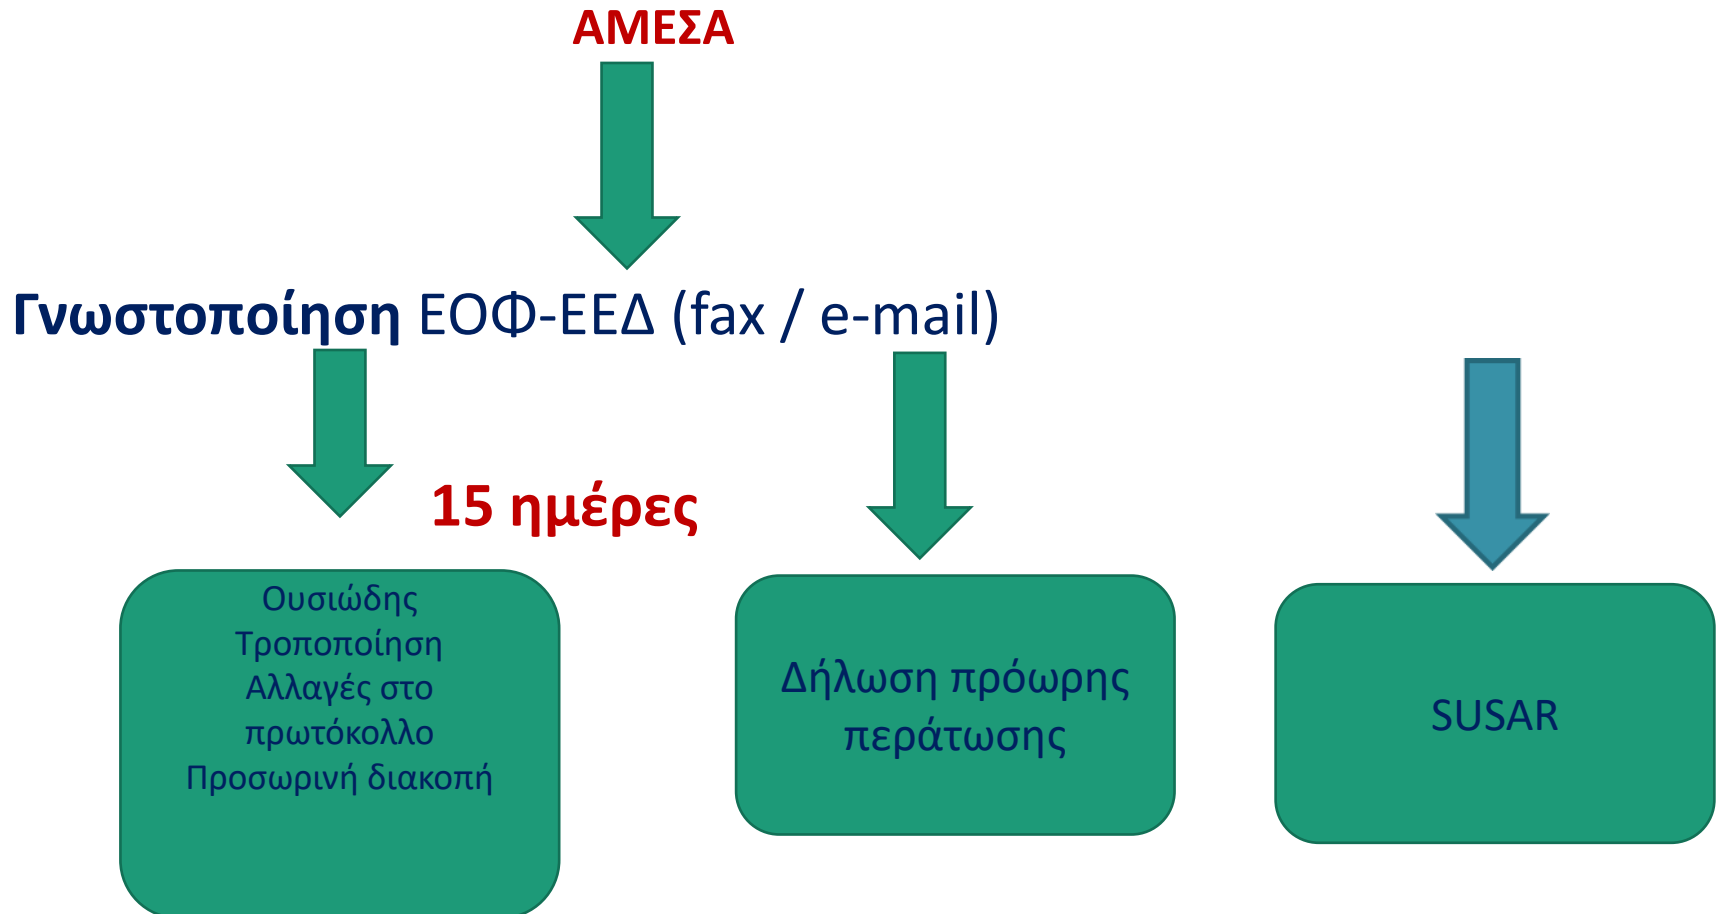 ΑΜΕΣΑ
Γνωστοποίηση ΕΟΦ-ΕΕΔ (fax / e-mail)
15 ημέρες
Ουσιώδης
Τροποποίηση
Αλλαγές στο
πρωτόκολλο
Προσωρινή διακοπή
Δήλωση πρόωρης
περάτωσης
SUSAR